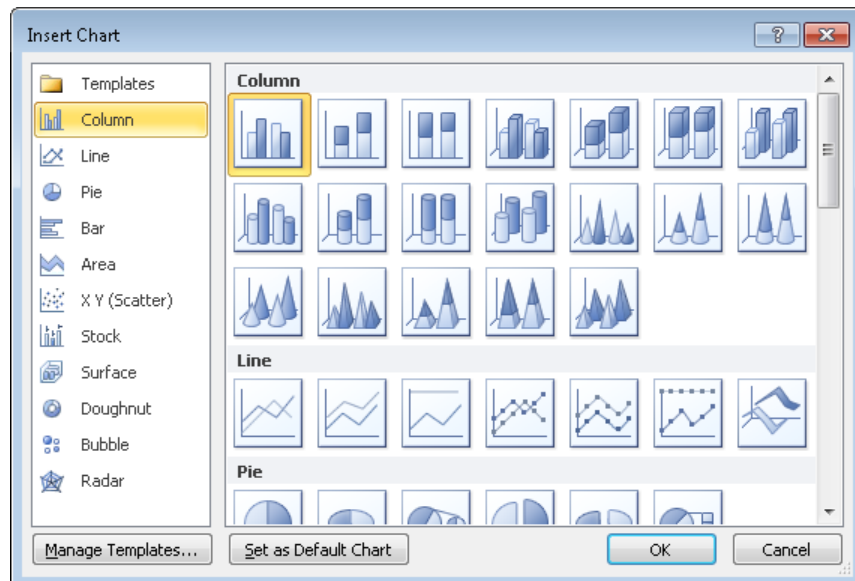 Insert Chart
Templates
Column
Line
Pie
Bar
Area
X Y (Scatter)
Stock
Surface
Doughnut
Bubble
Radar
Column
Line
Pie
Manage Templates...
Set as Default Chart
OK
Cancel